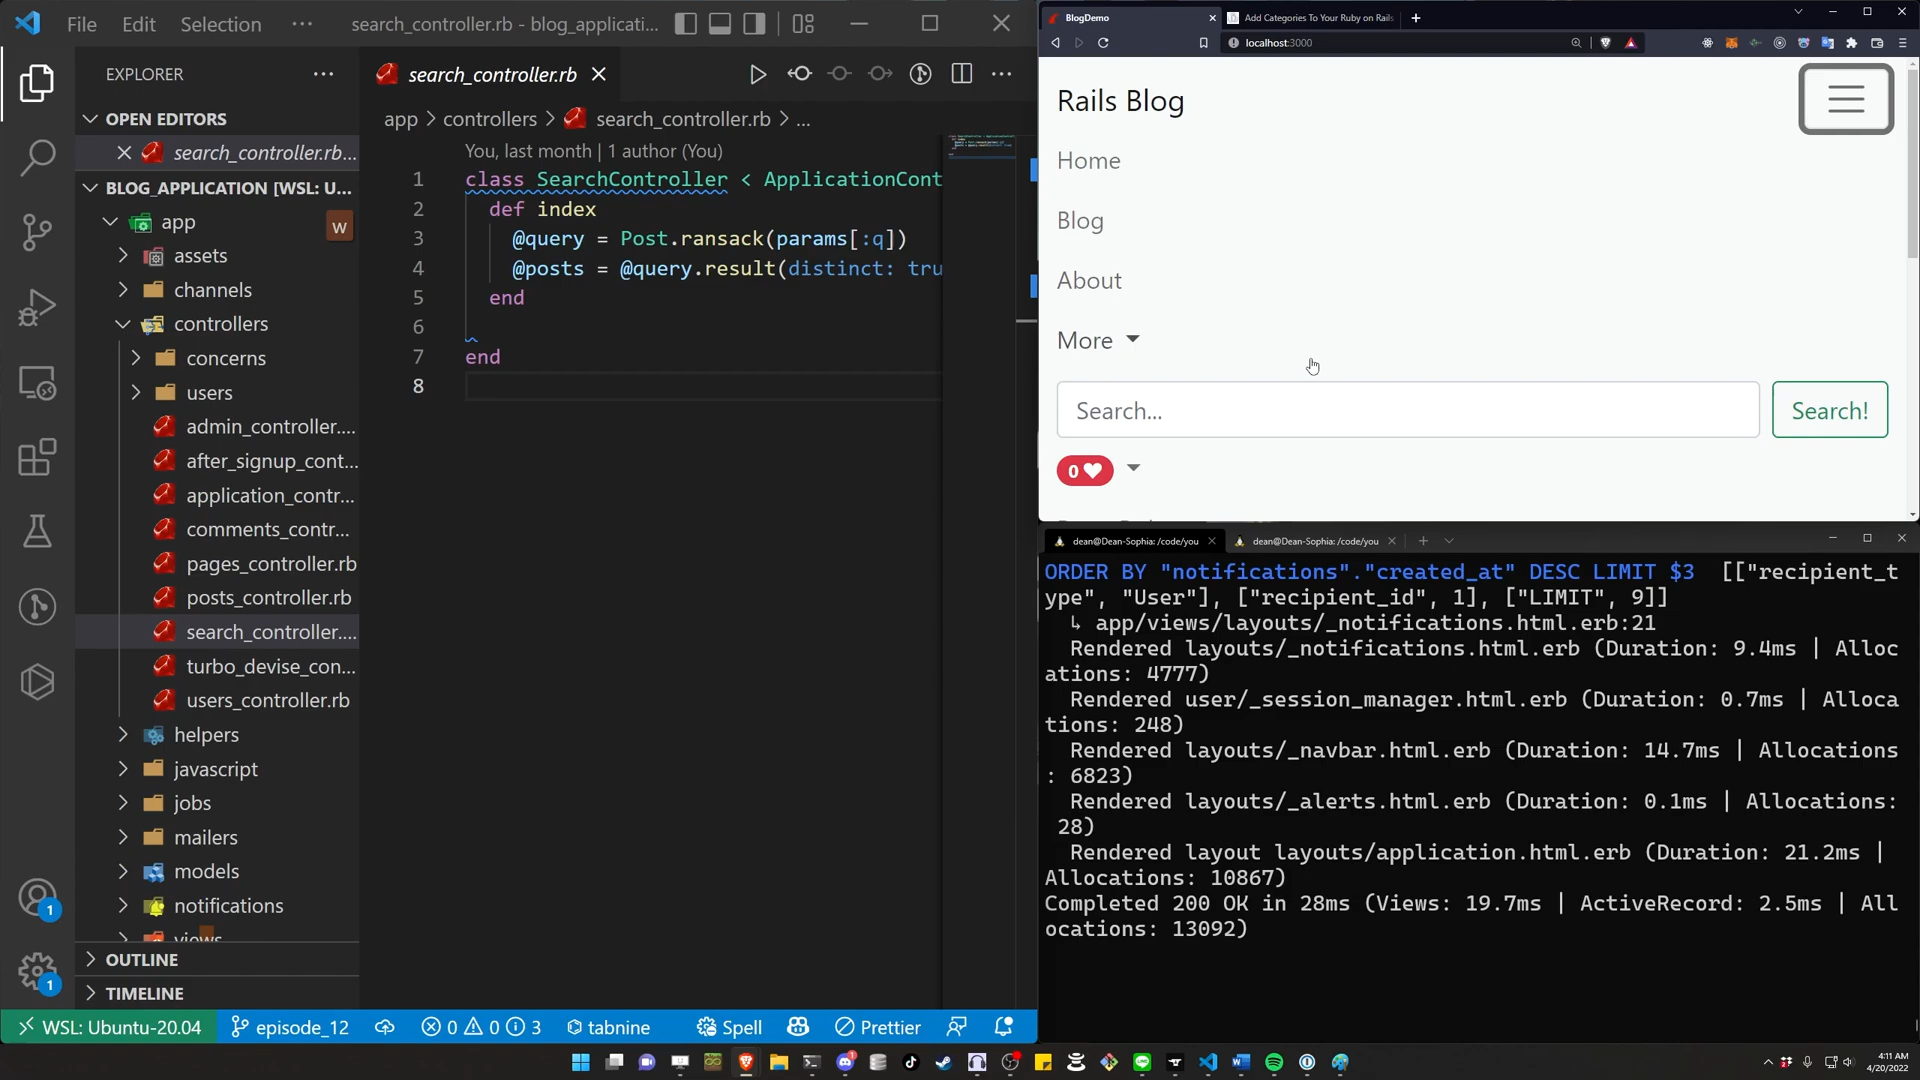 File Edit Selection ··· search_controller.rb - blog_applicati...
EXPLORER
OPEN EDITORS
search_controller.rb...
BLOG_APPLICATION [WSL: U...
app
W
assets
channels
controllers
concerns
users
admin_controller....
after_signup_cont...
application_contr...
comments_contr...
pages_controller.rb
posts_controller.rb
search_controller....
turbo_devise_con...
users_controller.rb
helpers
javascript
jobs
mailers
models
notifications
views
OUTLINE
TIMELINE
1
1
search_controller.rb
app > controllers > search_controller.rb > ...
You, last month | 1 author (You)
1 class SearchController < ApplicationCont
2 def index
3 @query = Post.ransack(params[:q])
4 @posts = @query.result(distinct: tru
5 end
6
7 end
8
WSL: Ubuntu-20.04 episode_12 0 0 3 tabnine Spell Prettier
BlogDemo Add Categories To Your Ruby on Rails
localhost:3000
Rails Blog
Home
Blog
About
More
Search...
Search!
0
dean@Dean-Sophia: /code/you dean@Dean-Sophia: /code/you
ORDER BY "notifications"."created_at" DESC LIMIT $3 [["recipient_t
ype", "User"], ["recipient_id", 1], ["LIMIT", 9]]
↳ app/views/layouts/_notifications.html.erb:21
Rendered layouts/_notifications.html.erb (Duration: 9.4ms | Alloc
ations: 4777)
Rendered user/_session_manager.html.erb (Duration: 0.7ms | Alloca
tions: 248)
Rendered layouts/_navbar.html.erb (Duration: 14.7ms | Allocations
: 6823)
Rendered layouts/_alerts.html.erb (Duration: 0.1ms | Allocations:
28)
Rendered layout layouts/application.html.erb (Duration: 21.2ms |
Allocations: 10867)
Completed 200 OK in 28ms (Views: 19.7ms | ActiveRecord: 2.5ms | All
ocations: 13092)
4:11 AM
4/20/2022